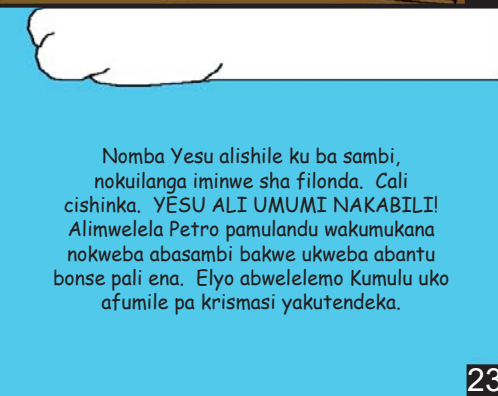 Nomba Yesu alishile ku ba sambi,
nokuilanga iminwe sha filonda. Cali
cishinka. YESU ALI UMUMI NAKABILI!
Alimwelela Petro pamulandu wakumukana
nokweba abasambi bakwe ukweba abantu
bonse pali ena. Elyo abwelelemo Kumulu uko
afumile pa krismasi yakutendeka.
23